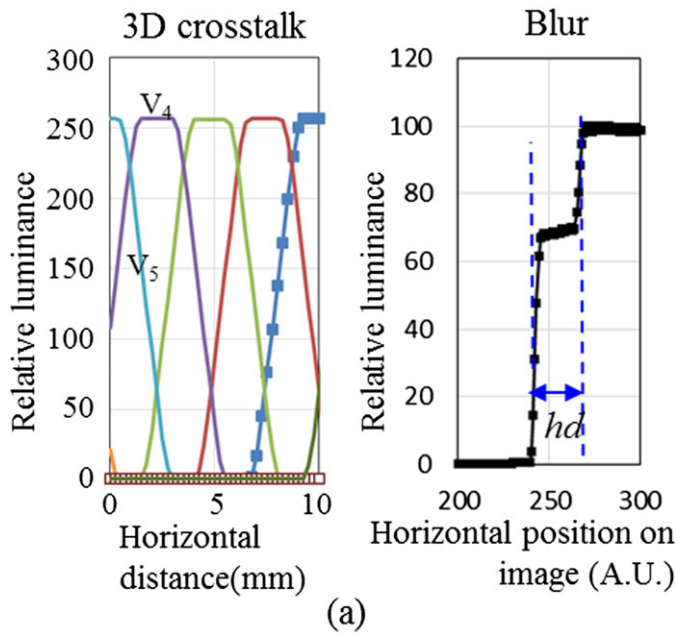 3D crosstalk
300
250
200
150
100
50
0
V4
V5
Relative luminance
0 5 10
Horizontal
distance(mm)
Blur
120
100
80
60
40
20
0
hd
Relative luminance
200 250 300
Horizontal position on
image (A.U.)
(a)